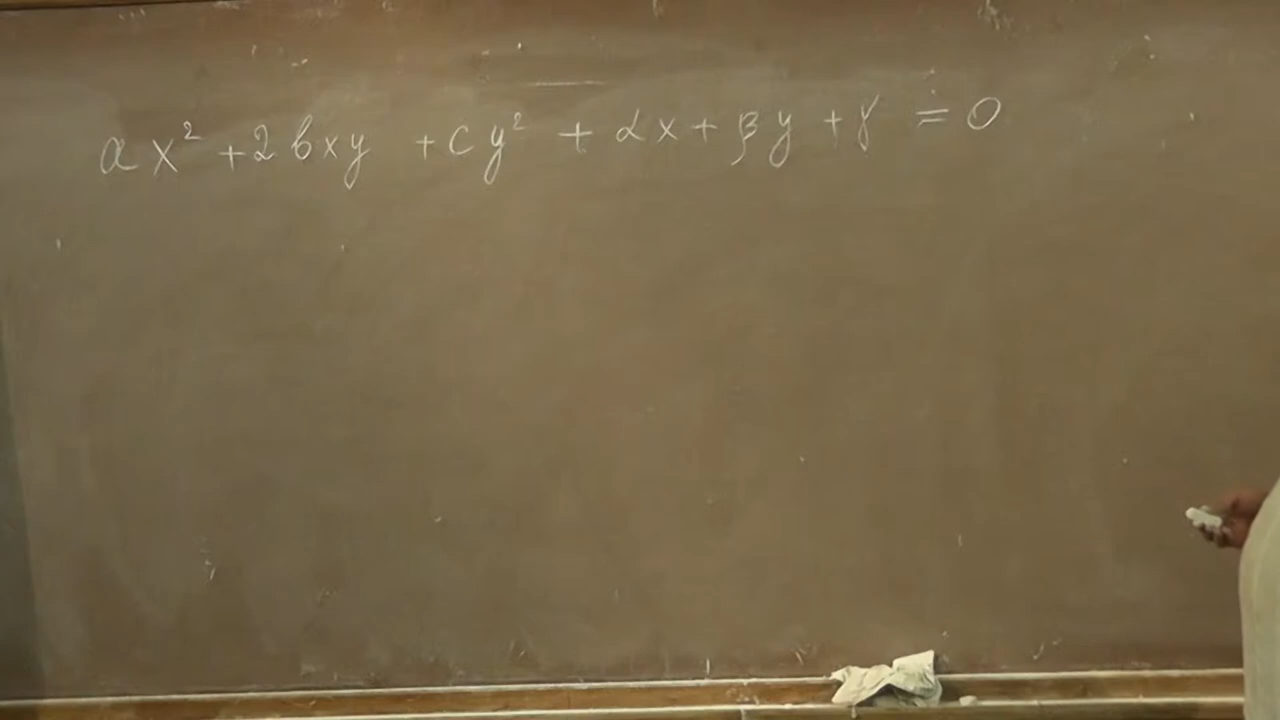 ax² + 2bxy + cy² + αx + βy + γ = 0